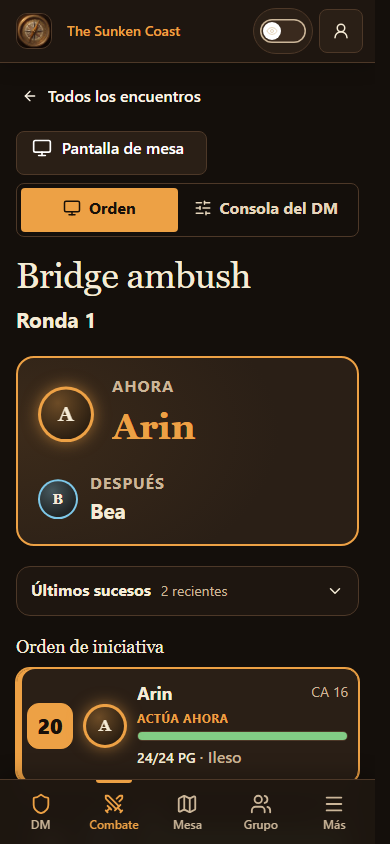 The Sunken Coast
Todos los encuentros
Pantalla de mesa
Orden
Consola del DM
Bridge ambush
Ronda 1
AHORA
A
Arin
DESPUÉS
B
Bea
Últimos sucesos 2 recientes
Orden de iniciativa
Arin CA 16
20 A
ACTÚA AHORA
24/24 PG · Ileso
DM Combate Mesa Grupo Más